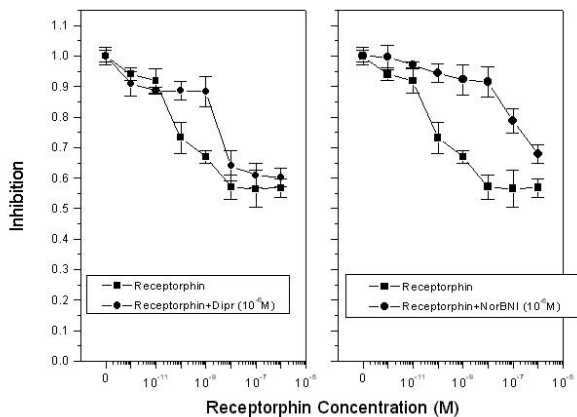 1.1
1.0
0.9
0.8
0.7
0.6
0.5
0.4
0.3
0.2
0.1
0.0
Inhibition
Receptorphin
Receptorphin+Dipr (10⁻⁶M)
Receptorphin
Receptorphin+NorBNI (10⁻⁶M)
0 10⁻¹¹ 10⁻⁹ 10⁻⁷ 10⁻⁵
0 10⁻¹¹ 10⁻⁹ 10⁻⁷ 10⁻⁵
Receptorphin Concentration (M)